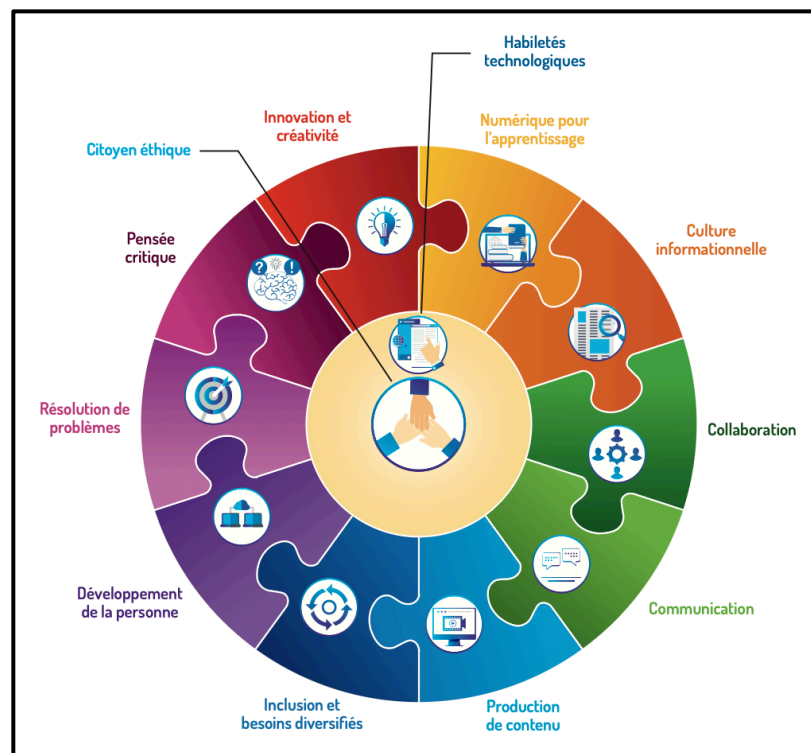 Habiletés
technologiques
Innovation et
créativité
Numérique pour
l'apprentissage
Citoyen éthique
Pensée
critique
Culture
informationnelle
Résolution de
problèmes
Collaboration
Développement
de la personne
Communication
Inclusion et
besoins diversifiés
Production
de contenu
? !